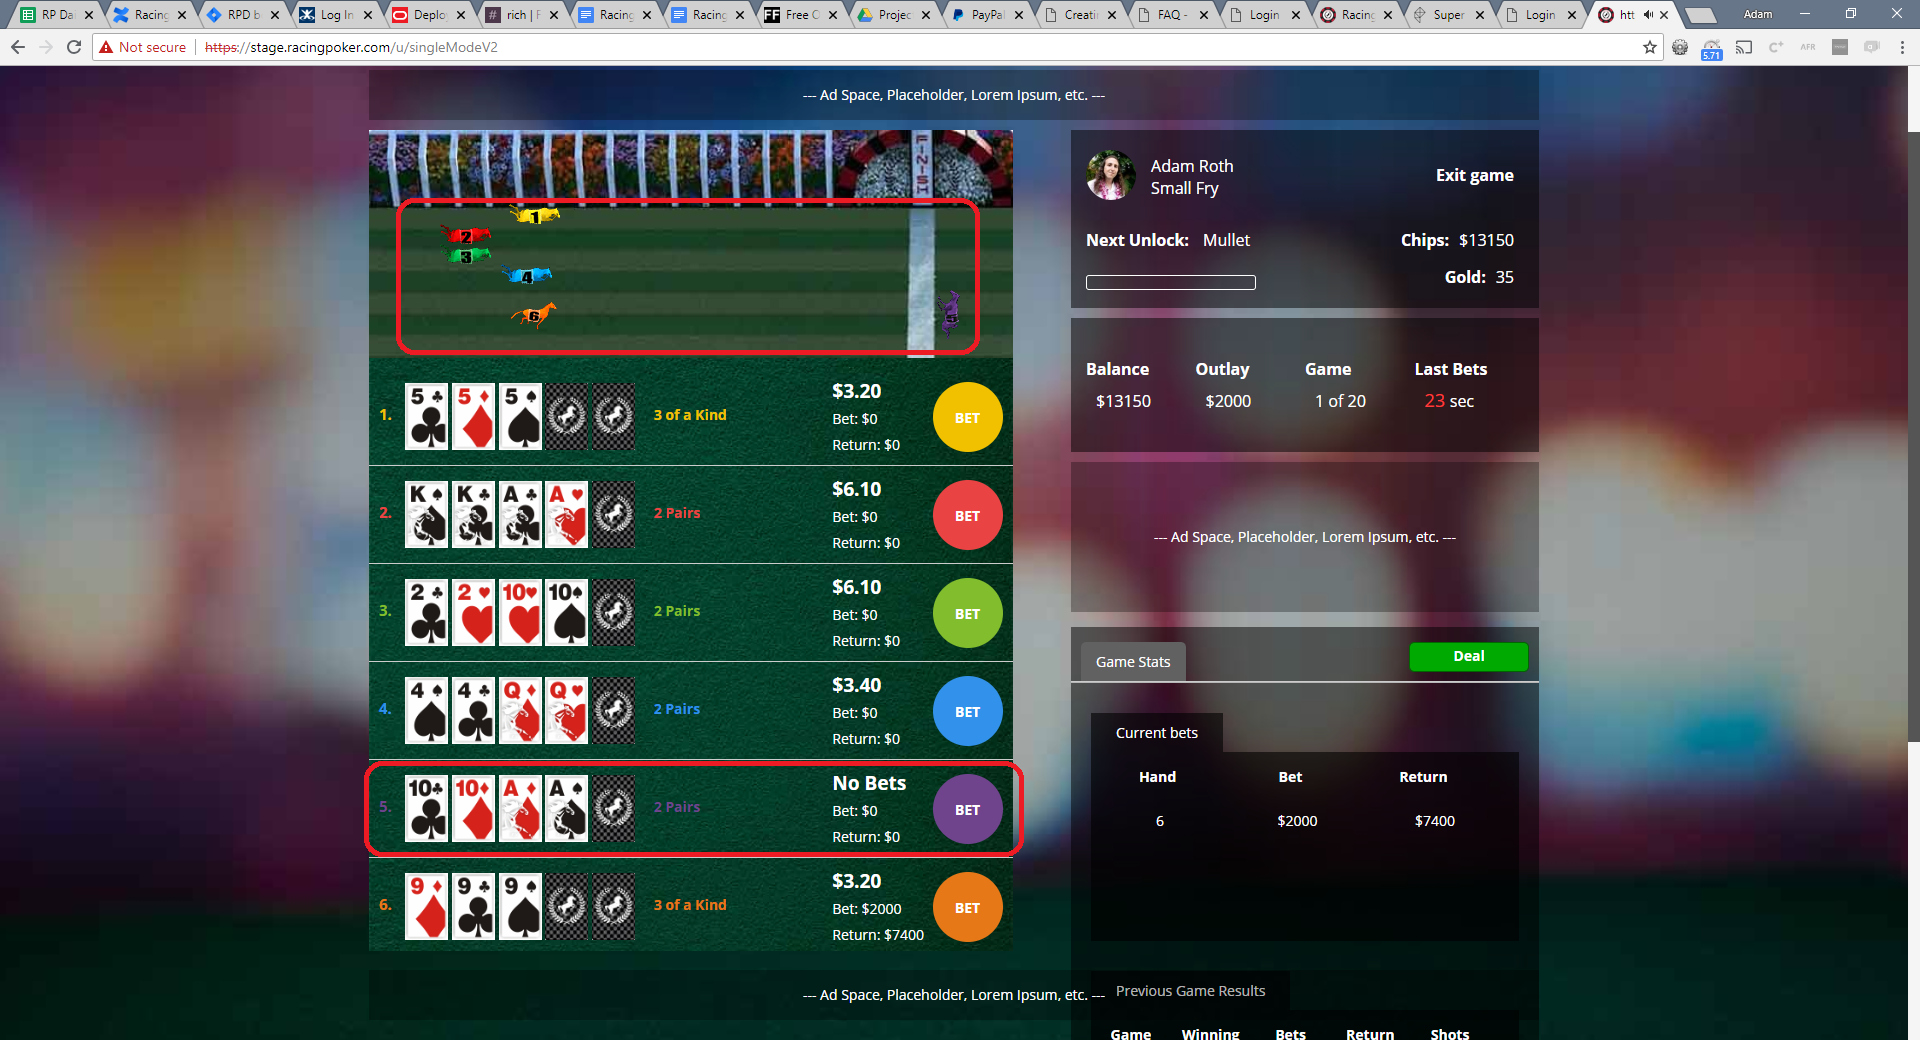 RP Da
Racing
RPD b
Log In
Deplo
rich | F
Racing
Racing
Free C
Projec
PayPa
Creati
FAQ -
Login
Racing
Super
Login
htt
Adam
Not secure
https://stage.racingpoker.com/u/singleModeV2
5.71
AFR
--- Ad Space, Placeholder, Lorem Ipsum, etc. ---
FINISH
1
2
3
4
6
Adam Roth
Small Fry
Exit game
Next Unlock: Mullet
Chips: $13150
Gold: 35
Balance Outlay Game Last Bets
$13150 $2000 1 of 20 23 sec
--- Ad Space, Placeholder, Lorem Ipsum, etc. ---
1. 5 5 5 3 of a Kind
$3.20
Bet: $0
Return: $0
BET
2. K K A A 2 Pairs
$6.10
Bet: $0
Return: $0
BET
3. 2 2 10 10 2 Pairs
$6.10
Bet: $0
Return: $0
BET
4. 4 4 Q Q 2 Pairs
$3.40
Bet: $0
Return: $0
BET
5. 10 10 A A 2 Pairs
No Bets
Bet: $0
Return: $0
BET
6. 9 9 9 3 of a Kind
$3.20
Bet: $2000
Return: $7400
BET
Game Stats
Deal
Current bets
Hand Bet Return
6 $2000 $7400
--- Ad Space, Placeholder, Lorem Ipsum, etc. ---
Previous Game Results
Game Winning Bets Return Shots